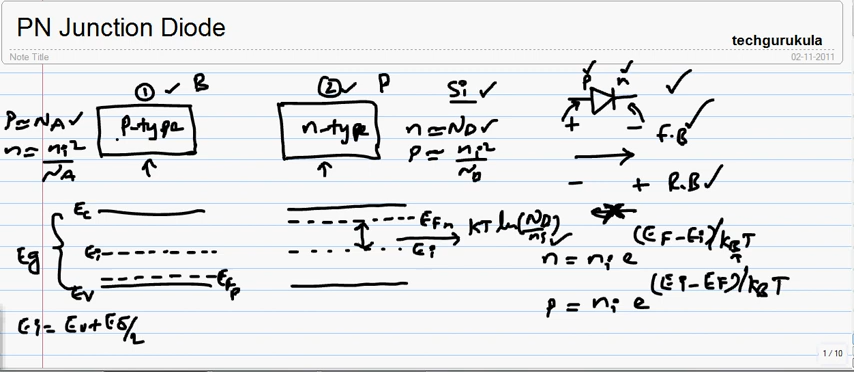 PN Junction Diode
techgurukula
Note Title
02-11-2011
① ✓ B
② ✓ P
Si ✓
p n ✓
P ≃ NA ✓
n = ni²/NA
p-type
n-type
n ≃ ND ✓
p ≃ ni²/ND
+ − F.B ✓
− + R.B ✓
Ec
Eg
Ei
EFp
Ev
EFn
Ei
KT ln(ND/ni) ✓
n = ni e (EF-Ei)/kBT
p = ni e (Ei-EF)/kBT
Ei = Ev+EG/2
1 / 10